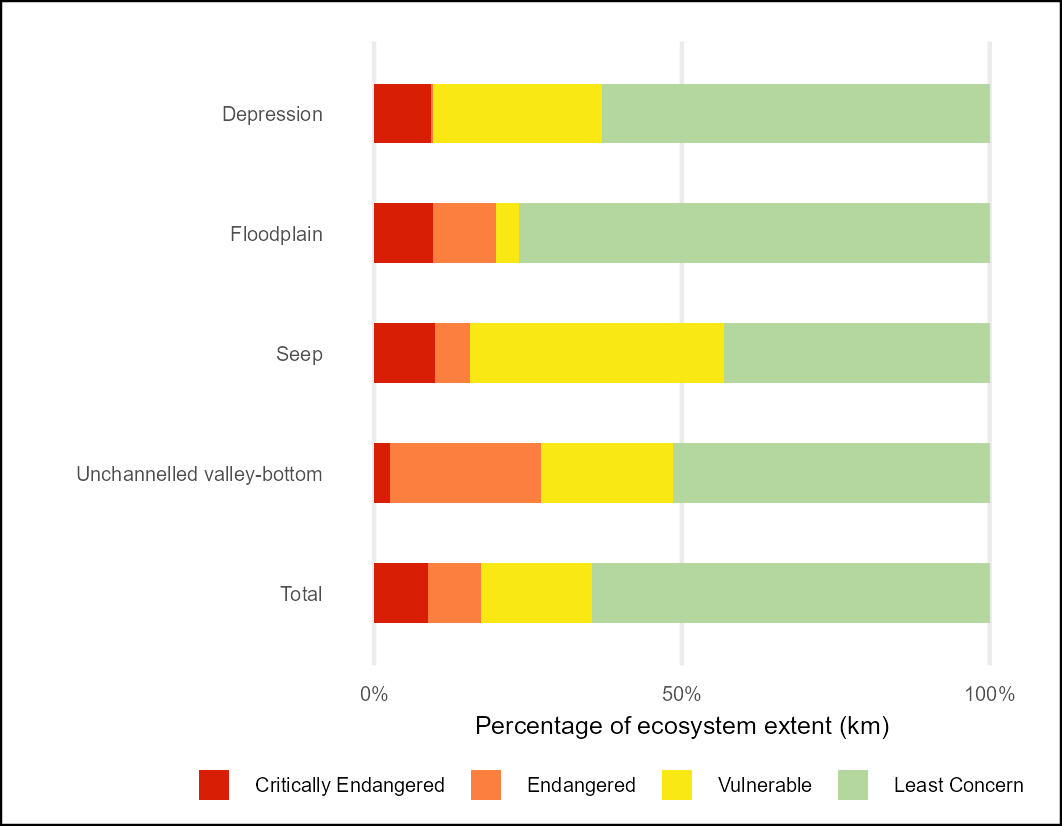 Depression
Floodplain
Seep
Unchannelled valley-bottom
Total
0% 50% 100%
Percentage of ecosystem extent (km)
Critically Endangered Endangered Vulnerable Least Concern